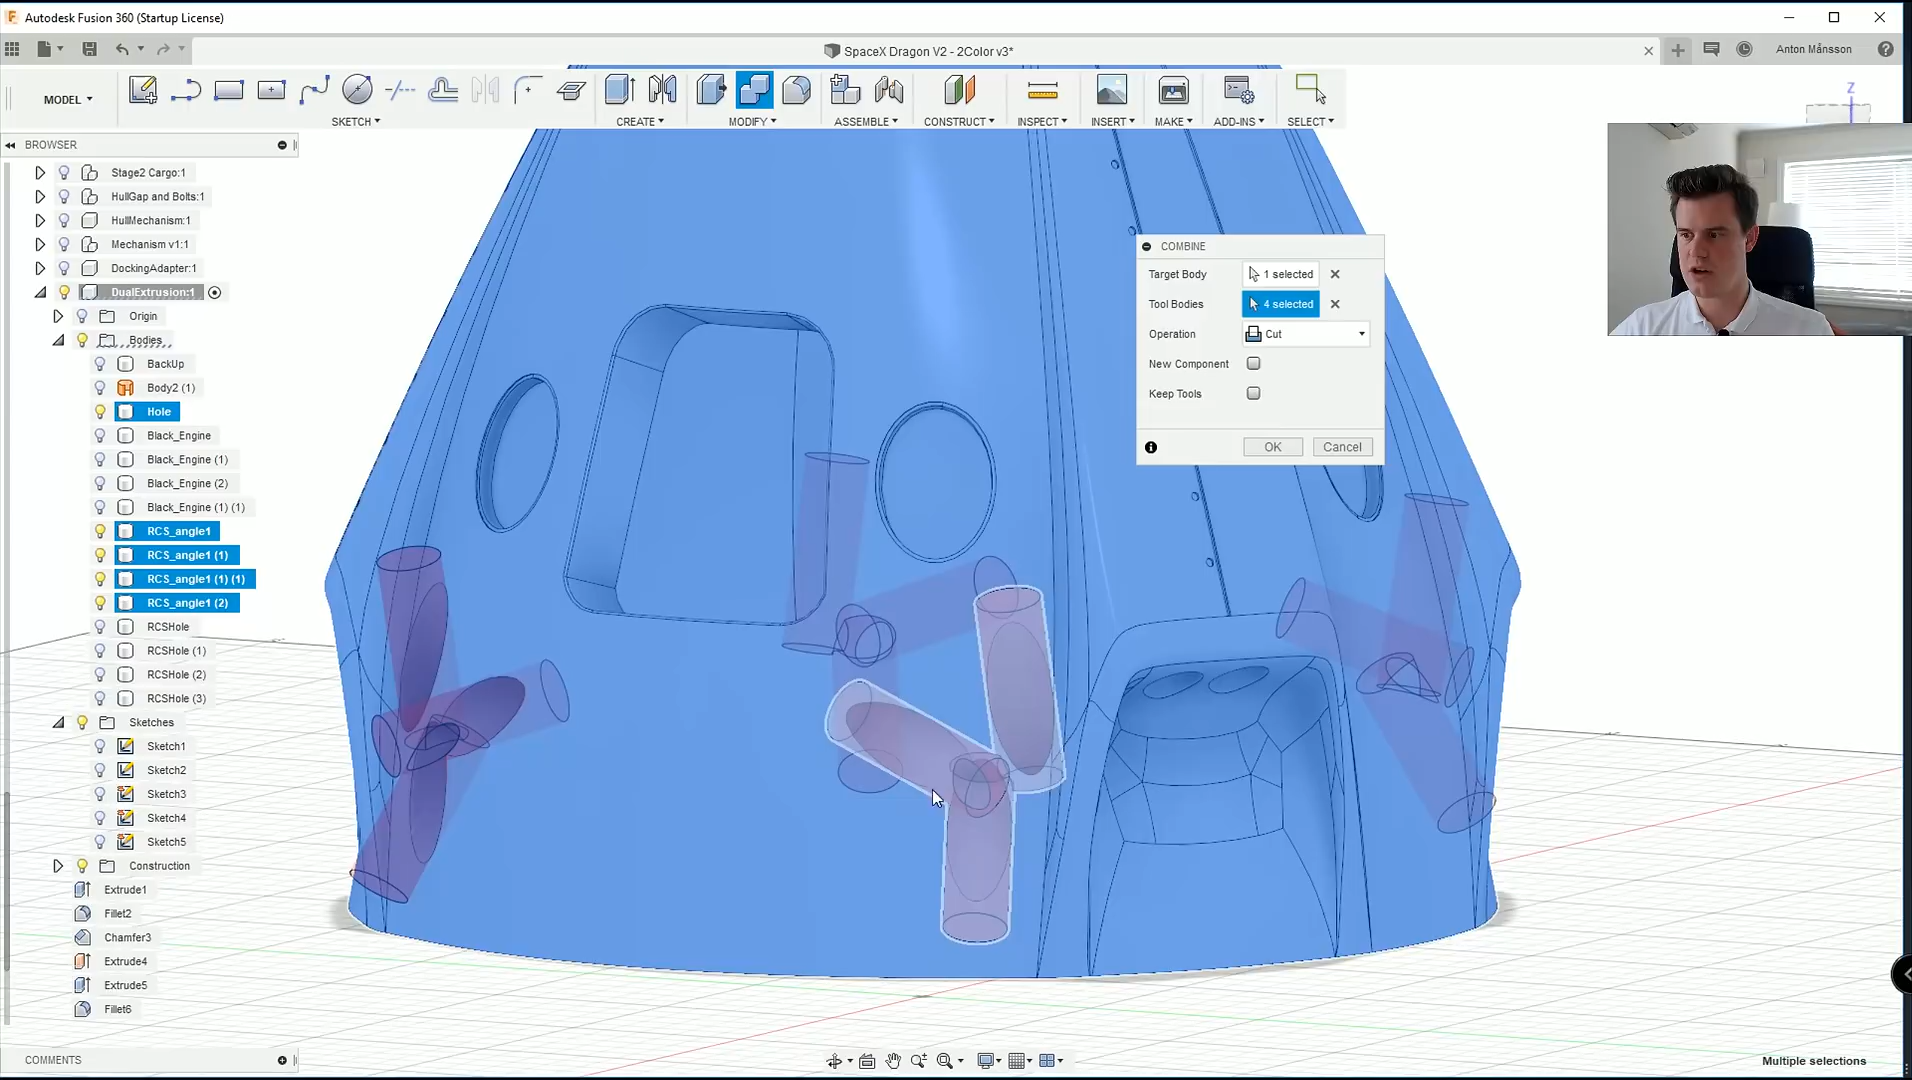 Autodesk Fusion 360 (Startup License)
SpaceX Dragon V2 - 2Color v3*
Anton Månsson
MODEL
SKETCH
CREATE
MODIFY
ASSEMBLE
CONSTRUCT
INSPECT
INSERT
MAKE
ADD-INS
SELECT
Z
BROWSER
Stage2 Cargo:1
HullGap and Bolts:1
HullMechanism:1
Mechanism v1:1
DockingAdapter:1
DualExtrusion:1
Origin
Bodies
BackUp
Body2 (1)
Hole
Black_Engine
Black_Engine (1)
Black_Engine (2)
Black_Engine (1) (1)
RCS_angle1
RCS_angle1 (1)
RCS_angle1 (1) (1)
RCS_angle1 (2)
RCSHole
RCSHole (1)
RCSHole (2)
RCSHole (3)
Sketches
Sketch1
Sketch2
Sketch3
Sketch4
Sketch5
Construction
Extrude1
Fillet2
Chamfer3
Extrude4
Extrude5
Fillet6
COMBINE
Target Body 1 selected
Tool Bodies 4 selected
Operation Cut
New Component
Keep Tools
OK Cancel
COMMENTS
Multiple selections